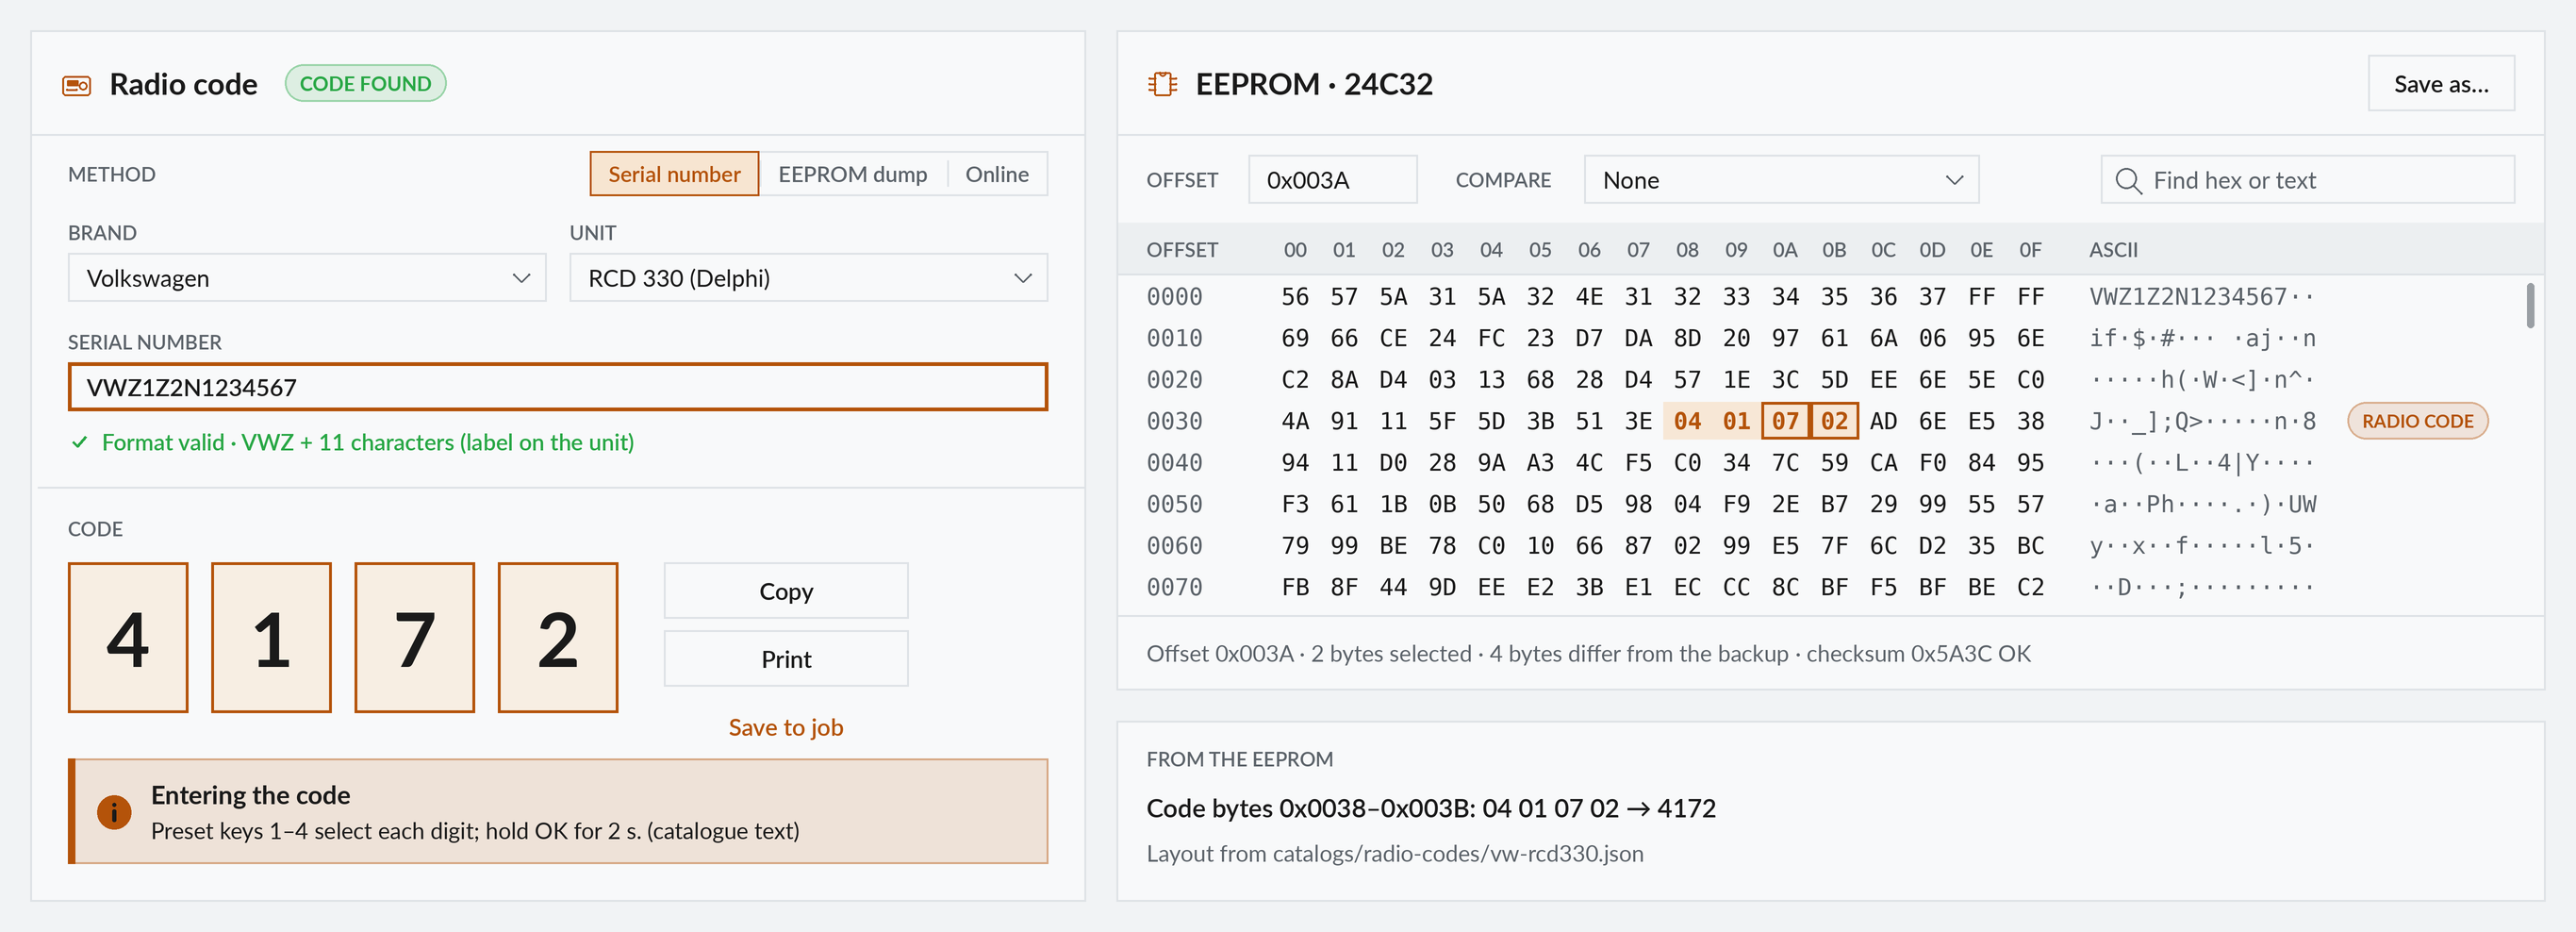 Radio code CODE FOUND
METHOD Serial number EEPROM dump Online
BRAND UNIT
Volkswagen RCD 330 (Delphi)
SERIAL NUMBER
VWZ1Z2N1234567
Format valid · VWZ + 11 characters (label on the unit)
CODE
4 1 7 2
Copy
Print
Save to job
Entering the code
Preset keys 1–4 select each digit; hold OK for 2 s. (catalogue text)
EEPROM · 24C32 Save as...
OFFSET 0x003A COMPARE None Find hex or text
OFFSET 00 01 02 03 04 05 06 07 08 09 0A 0B 0C 0D 0E 0F ASCII
0000 56 57 5A 31 5A 32 4E 31 32 33 34 35 36 37 FF FF VWZ1Z2N1234567··
0010 69 66 CE 24 FC 23 D7 DA 8D 20 97 61 6A 06 95 6E if·$·#··· ·aj··n
0020 C2 8A D4 03 13 68 28 D4 57 1E 3C 5D EE 6E 5E C0 ·····h(·W·<]·n^·
0030 4A 91 11 5F 5D 3B 51 3E 04 01 07 02 AD 6E E5 38 J··_];Q>·····n·8 RADIO CODE
0040 94 11 D0 28 9A A3 4C F5 C0 34 7C 59 CA F0 84 95 ···(··L··4|Y····
0050 F3 61 1B 0B 50 68 D5 98 04 F9 2E B7 29 99 55 57 ·a··Ph····.·)·UW
0060 79 99 BE 78 C0 10 66 87 02 99 E5 7F 6C D2 35 BC y··x··f·····l·5·
0070 FB 8F 44 9D EE E2 3B E1 EC CC 8C BF F5 BF BE C2 ··D···;·········
Offset 0x003A · 2 bytes selected · 4 bytes differ from the backup · checksum 0x5A3C OK
FROM THE EEPROM
Code bytes 0x0038–0x003B: 04 01 07 02 → 4172
Layout from catalogs/radio-codes/vw-rcd330.json